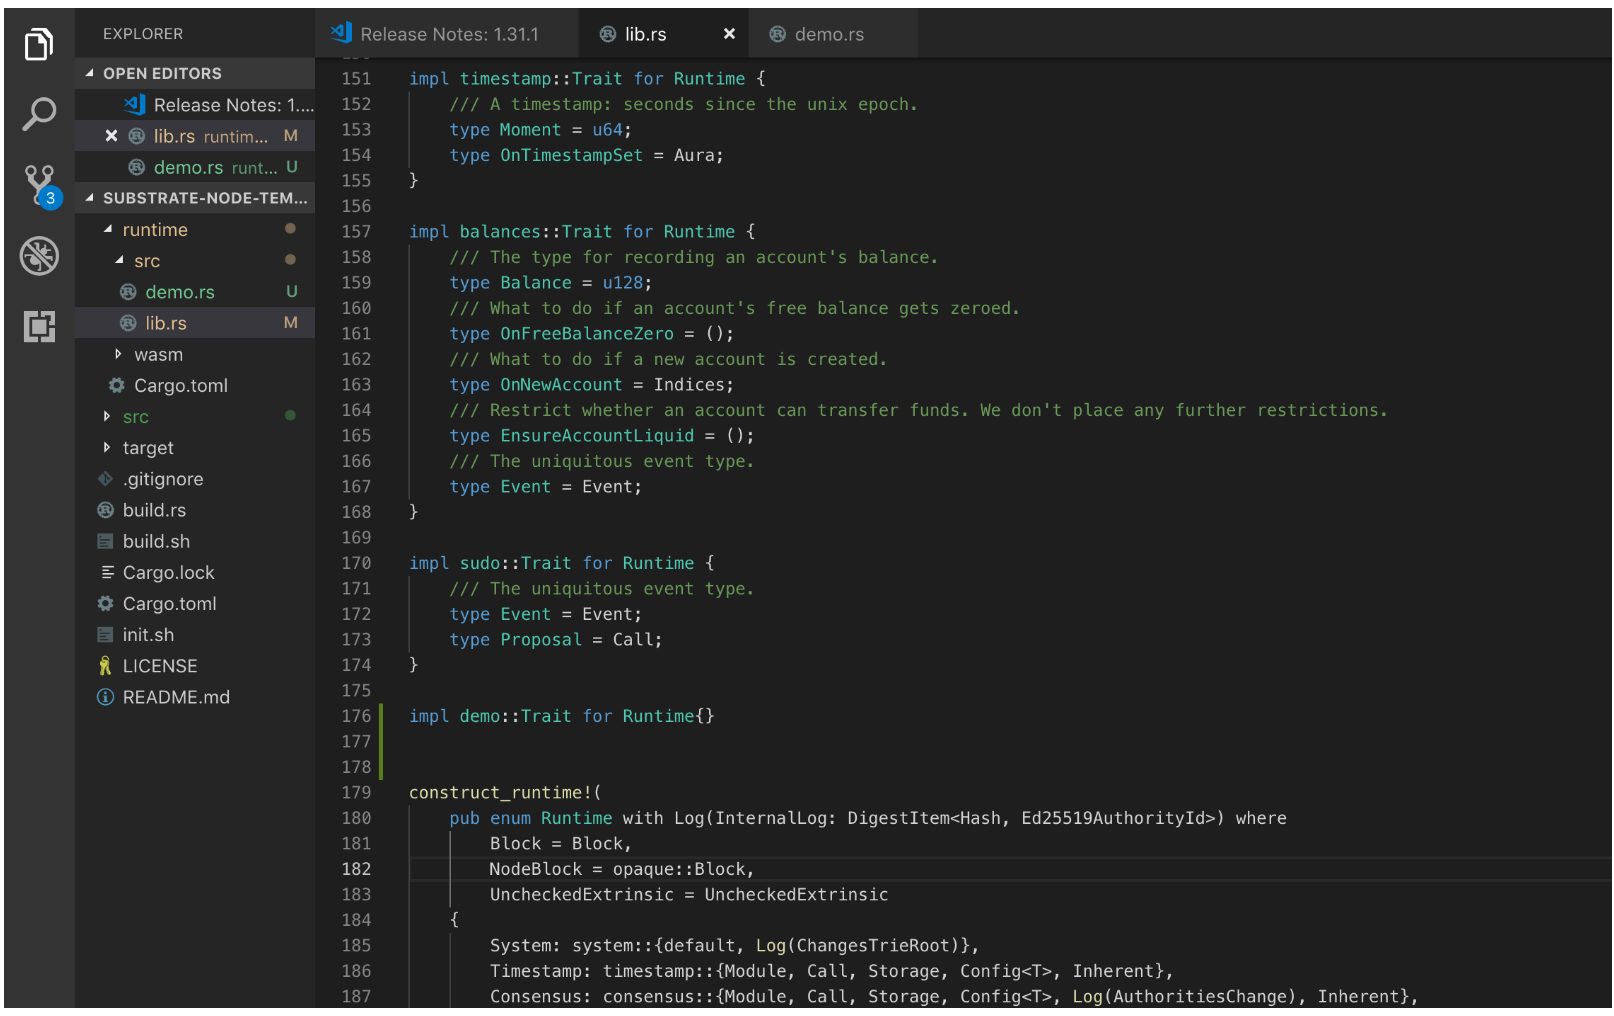 EXPLORER
OPEN EDITORS
Release Notes: 1....
lib.rs runtim... M
demo.rs runt... U
3
SUBSTRATE-NODE-TEM...
runtime
src
demo.rs U
lib.rs M
wasm
Cargo.toml
src
target
.gitignore
build.rs
build.sh
Cargo.lock
Cargo.toml
init.sh
LICENSE
README.md
Release Notes: 1.31.1 lib.rs demo.rs
151 impl timestamp::Trait for Runtime {
152 /// A timestamp: seconds since the unix epoch.
153 type Moment = u64;
154 type OnTimestampSet = Aura;
155 }
156
157 impl balances::Trait for Runtime {
158 /// The type for recording an account's balance.
159 type Balance = u128;
160 /// What to do if an account's free balance gets zeroed.
161 type OnFreeBalanceZero = ();
162 /// What to do if a new account is created.
163 type OnNewAccount = Indices;
164 /// Restrict whether an account can transfer funds. We don't place any further restrictions.
165 type EnsureAccountLiquid = ();
166 /// The uniquitous event type.
167 type Event = Event;
168 }
169
170 impl sudo::Trait for Runtime {
171 /// The uniquitous event type.
172 type Event = Event;
173 type Proposal = Call;
174 }
175
176 impl demo::Trait for Runtime{}
177
178
179 construct_runtime!(
180 pub enum Runtime with Log(InternalLog: DigestItem<Hash, Ed25519AuthorityId>) where
181 Block = Block,
182 NodeBlock = opaque::Block,
183 UncheckedExtrinsic = UncheckedExtrinsic
184 {
185 System: system::{default, Log(ChangesTrieRoot)},
186 Timestamp: timestamp::{Module, Call, Storage, Config<T>, Inherent},
187 Consensus: consensus::{Module, Call, Storage, Config<T>, Log(AuthoritiesChange), Inherent},